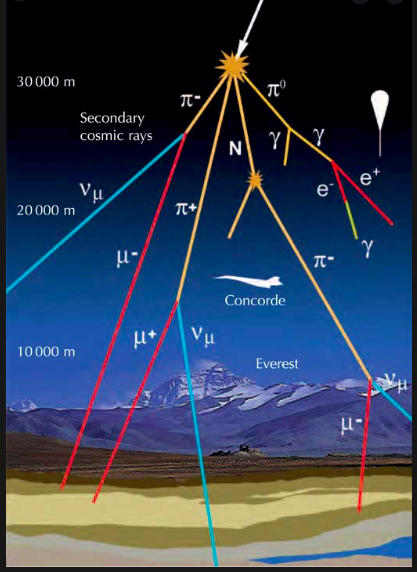 30 000 m
π-
π⁰
Secondary
cosmic rays
γ
γ
N
e-
e+
νμ
20 000 m
π+
γ
π-
μ-
Concorde
μ+
νμ
10 000 m
Everest
νμ
μ-